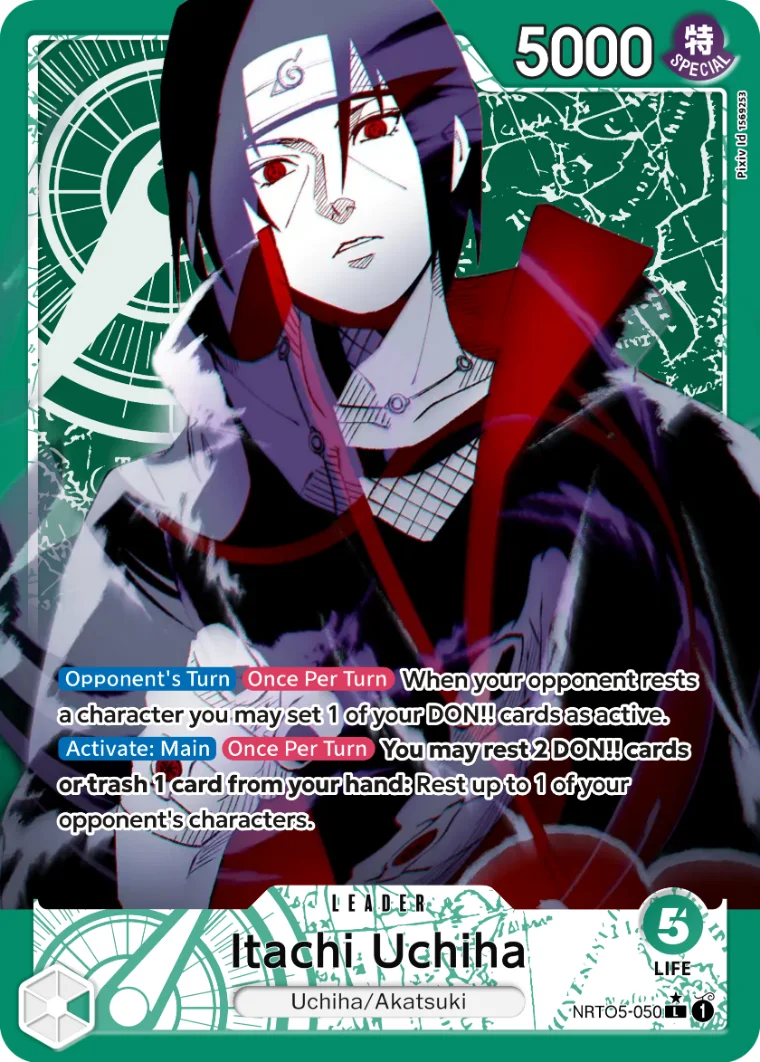 5000
特
SPECIAL
Pixiv Id 1569253
Opponent's Turn Once Per Turn When your opponent rests
a character you may set 1 of your DON!! cards as active.
Activate: Main Once Per Turn You may rest 2 DON!! cards
or trash 1 card from your hand: Rest up to 1 of your
opponent's characters.
LEADER
Itachi Uchiha
Uchiha/Akatsuki
5
LIFE
NRTO5-050 L 1